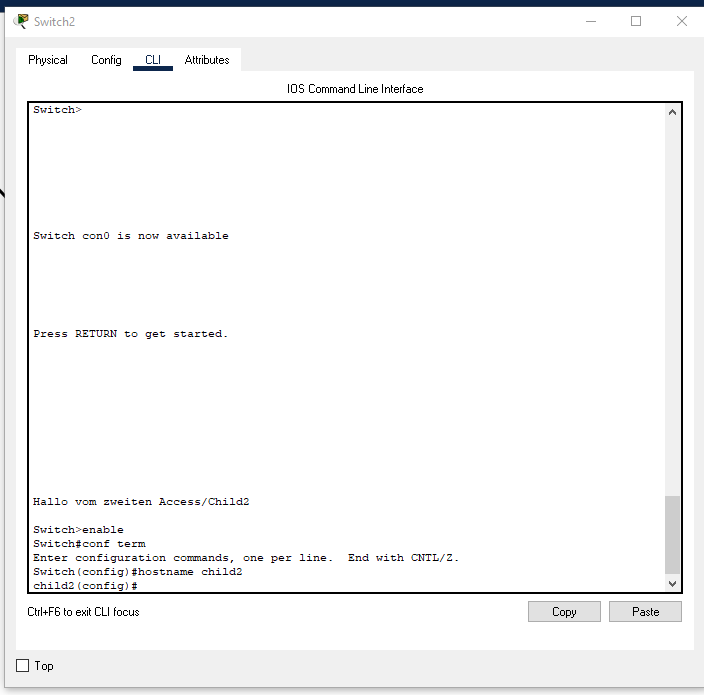 Switch2
Physical Config CLI Attributes
IOS Command Line Interface
Switch>
Switch con0 is now available
Press RETURN to get started.
Hallo vom zweiten Access/Child2
Switch>enable
Switch#conf term
Enter configuration commands, one per line.  End with CNTL/Z.
Switch(config)#hostname child2
child2(config)#
Ctrl+F6 to exit CLI focus
Copy Paste
Top